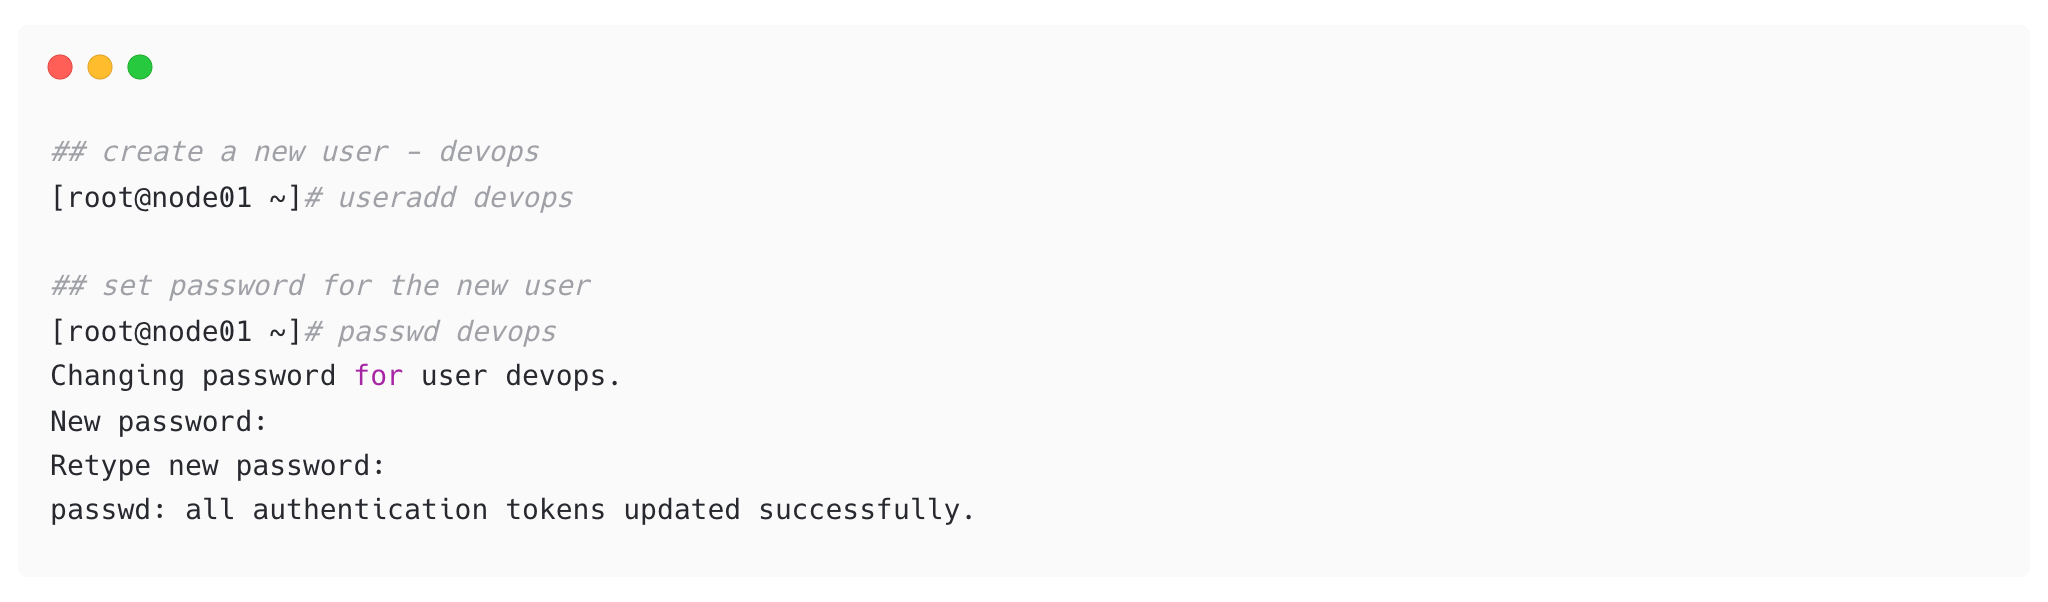 ## create a new user - devops
[root@node01 ~]# useradd devops
## set password for the new user
[root@node01 ~]# passwd devops
Changing password for user devops.
New password:
Retype new password:
passwd: all authentication tokens updated successfully.